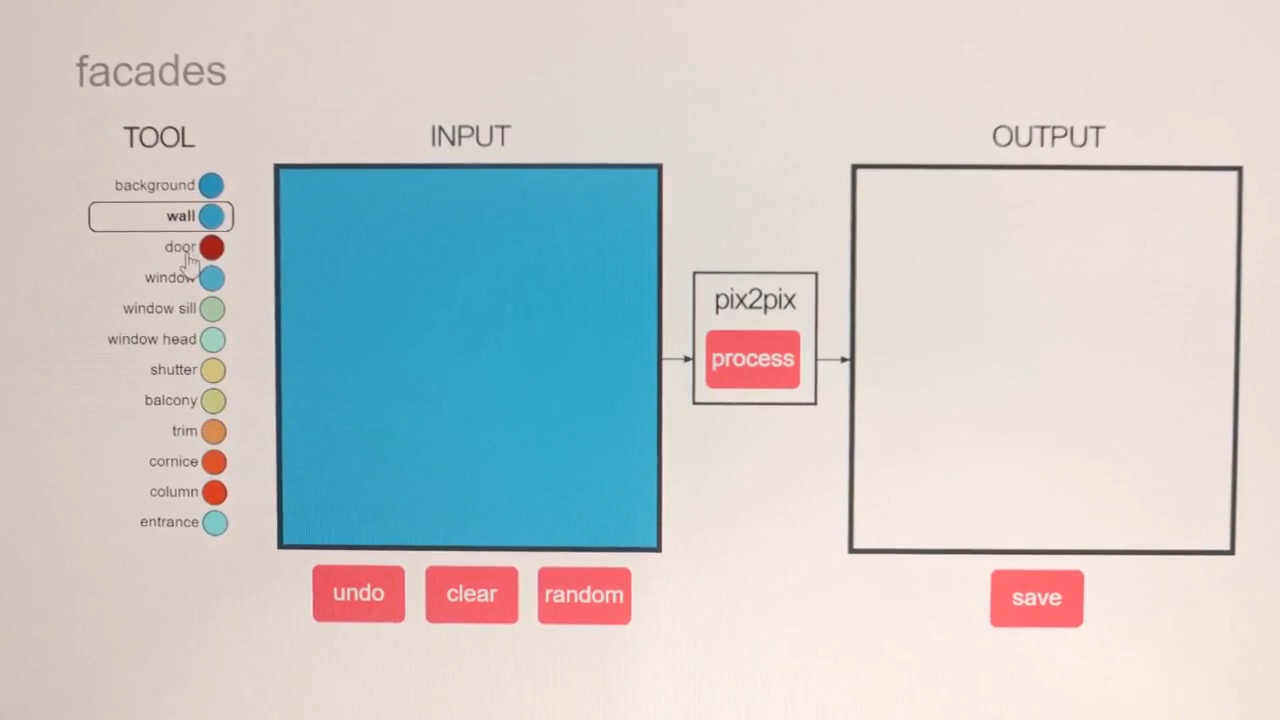 facades
TOOL
INPUT
OUTPUT
background
wall
door
window
window sill
window head
shutter
balcony
trim
cornice
column
entrance
pix2pix
process
undo
clear
random
save